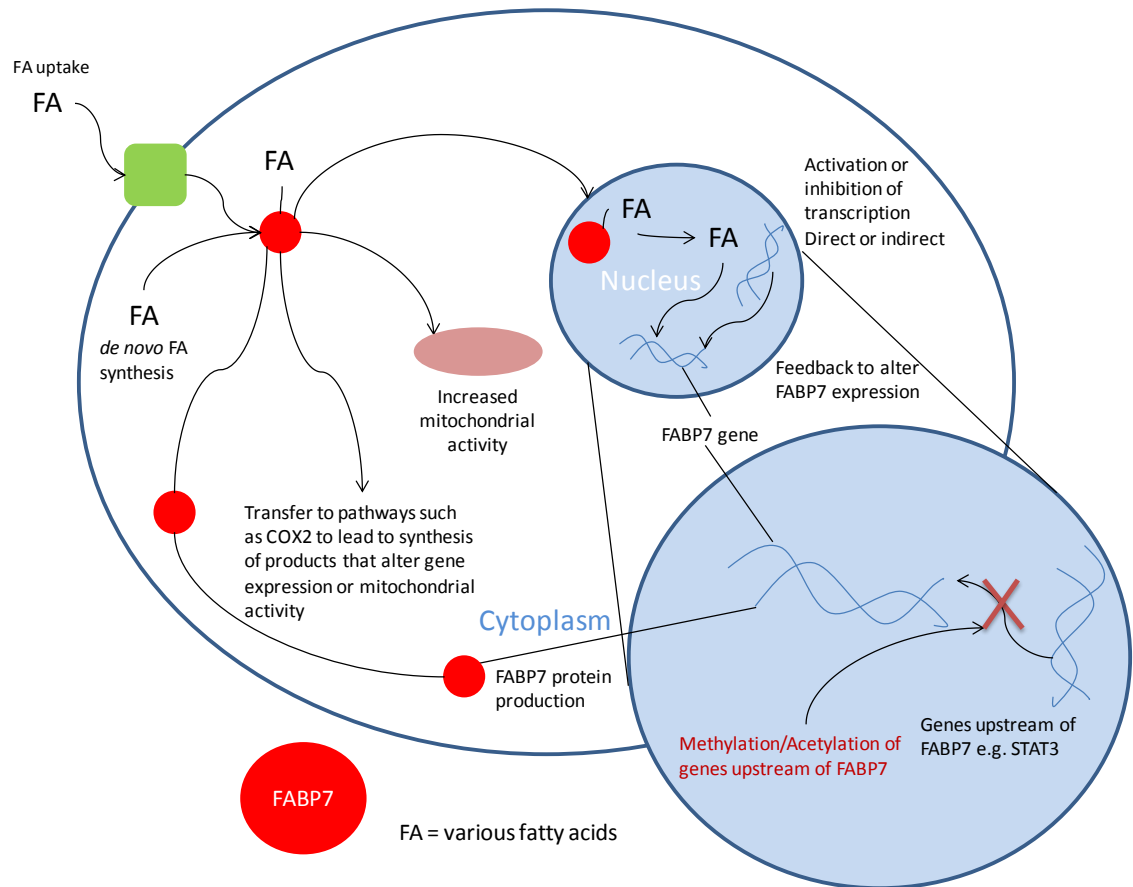 FA uptake
FA
FA
FA
de novo FA
synthesis
Increased
mitochondrial
activity
Transfer to pathways such
as COX2 to lead to synthesis
of products that alter gene
expression or mitochondrial
activity
FA
FA
Nucleus
Activation or
inhibition of
transcription
Direct or indirect
Feedback to alter
FABP7 expression
FABP7 gene
Cytoplasm
FABP7 protein
production
Methylation/Acetylation of
genes upstream of FABP7
Genes upstream of
FABP7 e.g. STAT3
FABP7
FA = various fatty acids